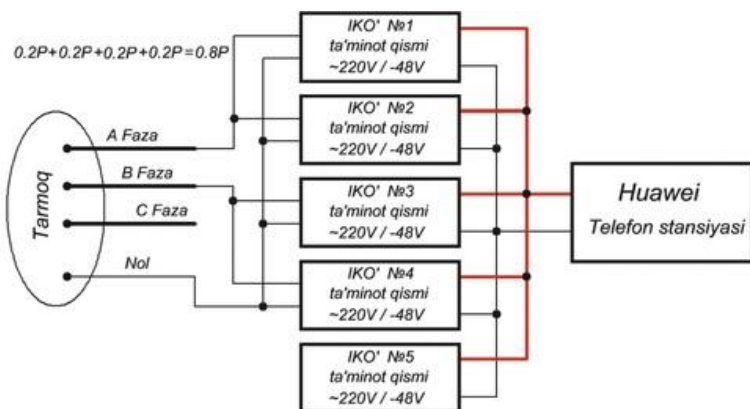 0.2P+0.2P+0.2P+0.2P=0.8P
Tarmoq
A Faza
B Faza
C Faza
Nol
IKO' №1
ta'minot qismi
~220V / -48V
IKO' №2
ta'minot qismi
~220V / -48V
IKO' №3
ta'minot qismi
~220V / -48V
IKO' №4
ta'minot qismi
~220V / -48V
IKO' №5
ta'minot qismi
~220V / -48V
Huawei
Telefon stansiyasi